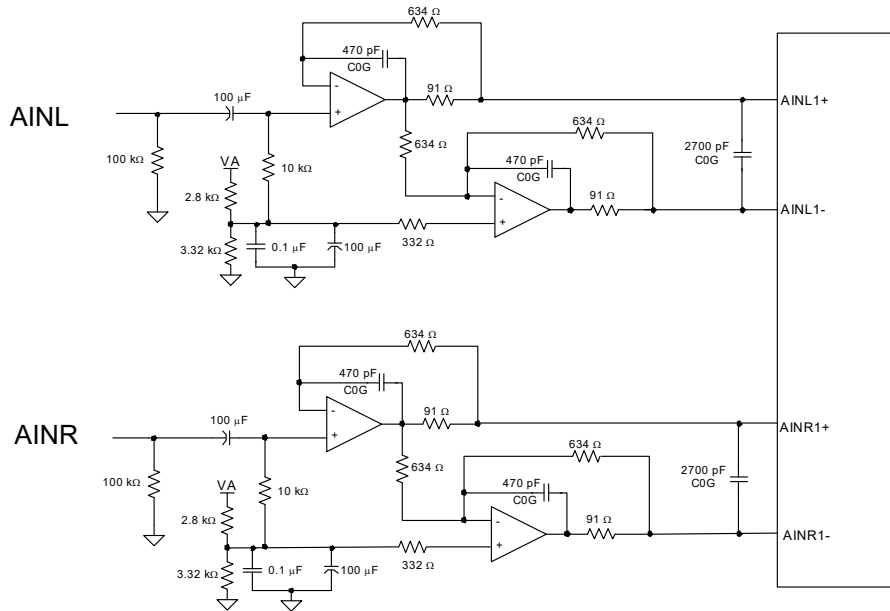 634 Ω
470 pF
C0G
100 µF
91 Ω
AINL
AINL1+
-
+
634 Ω
634 Ω
2700 pF
C0G
100 kΩ
VA
10 kΩ
470 pF
C0G
2.8 kΩ
-
91 Ω
AINL1-
+
3.32 kΩ
0.1 µF
100 µF
332 Ω
634 Ω
470 pF
C0G
100 µF
91 Ω
AINR
AINR1+
-
+
634 Ω
634 Ω
2700 pF
C0G
100 kΩ
VA
10 kΩ
470 pF
C0G
2.8 kΩ
-
91 Ω
AINR1-
+
3.32 kΩ
0.1 µF
100 µF
332 Ω